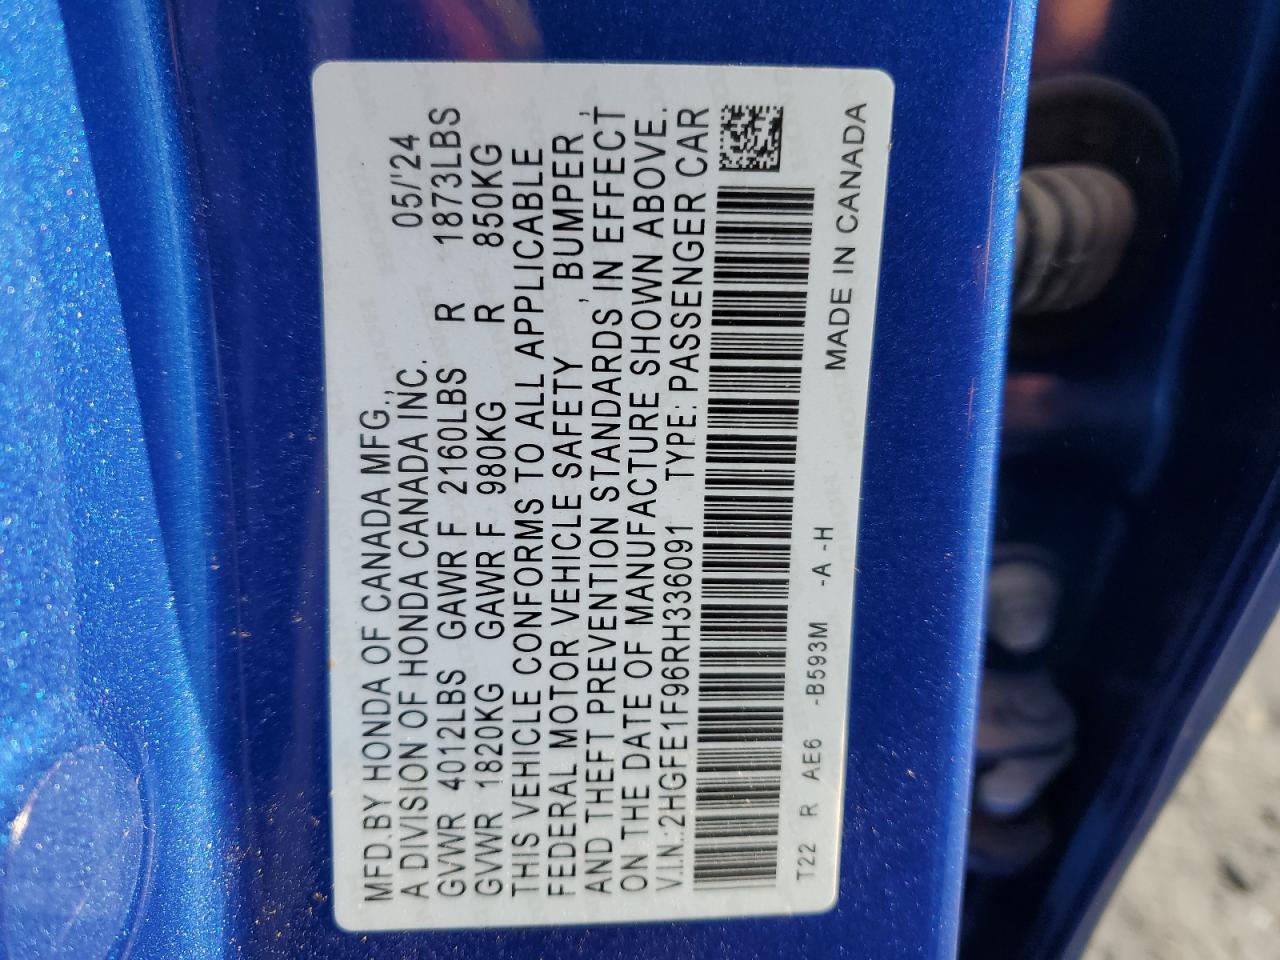 MFD.BY HONDA OF CANADA MFG.,
A DIVISION OF HONDA CANADA INC. 05/'24
GVWR 4012LBS GAWR F 2160LBS R 1873LBS
GVWR 1820KG GAWR F 980KG R 850KG
THIS VEHICLE CONFORMS TO ALL APPLICABLE
FEDERAL MOTOR VEHICLE SAFETY , BUMPER ,
AND THEFT PREVENTION STANDARDS IN EFFECT
ON THE DATE OF MANUFACTURE SHOWN ABOVE.
V.I.N.:2HGFE1F96RH336091 TYPE: PASSENGER CAR
T22 R AE6 -B593M -A -H MADE IN CANADA